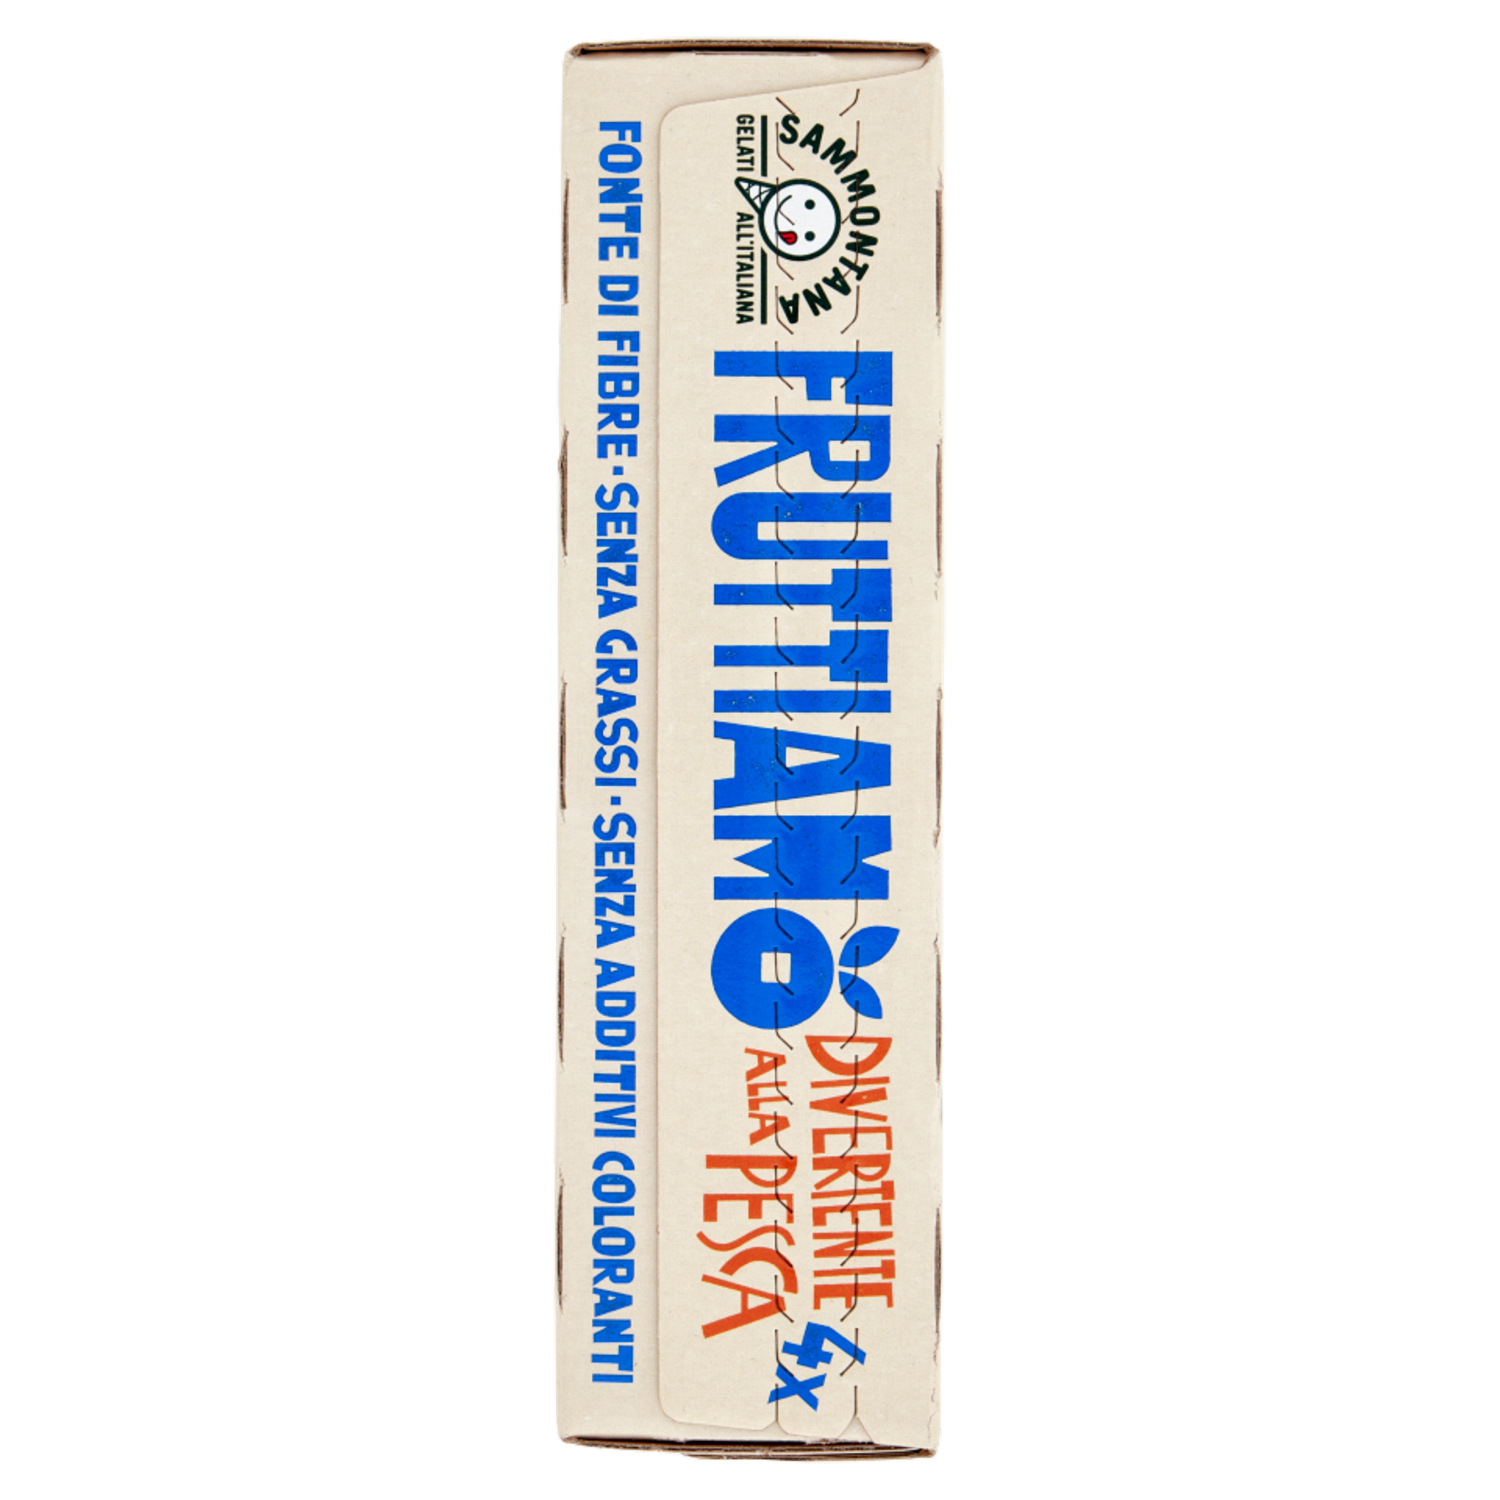 SAMMONTANA
GELATI ALL'ITALIANA
FRUTTIAMO
DIVERTENTE
ALLA PESCA
4x
FONTE DI FIBRE·SENZA GRASSI·SENZA ADDITIVI COLORANTI